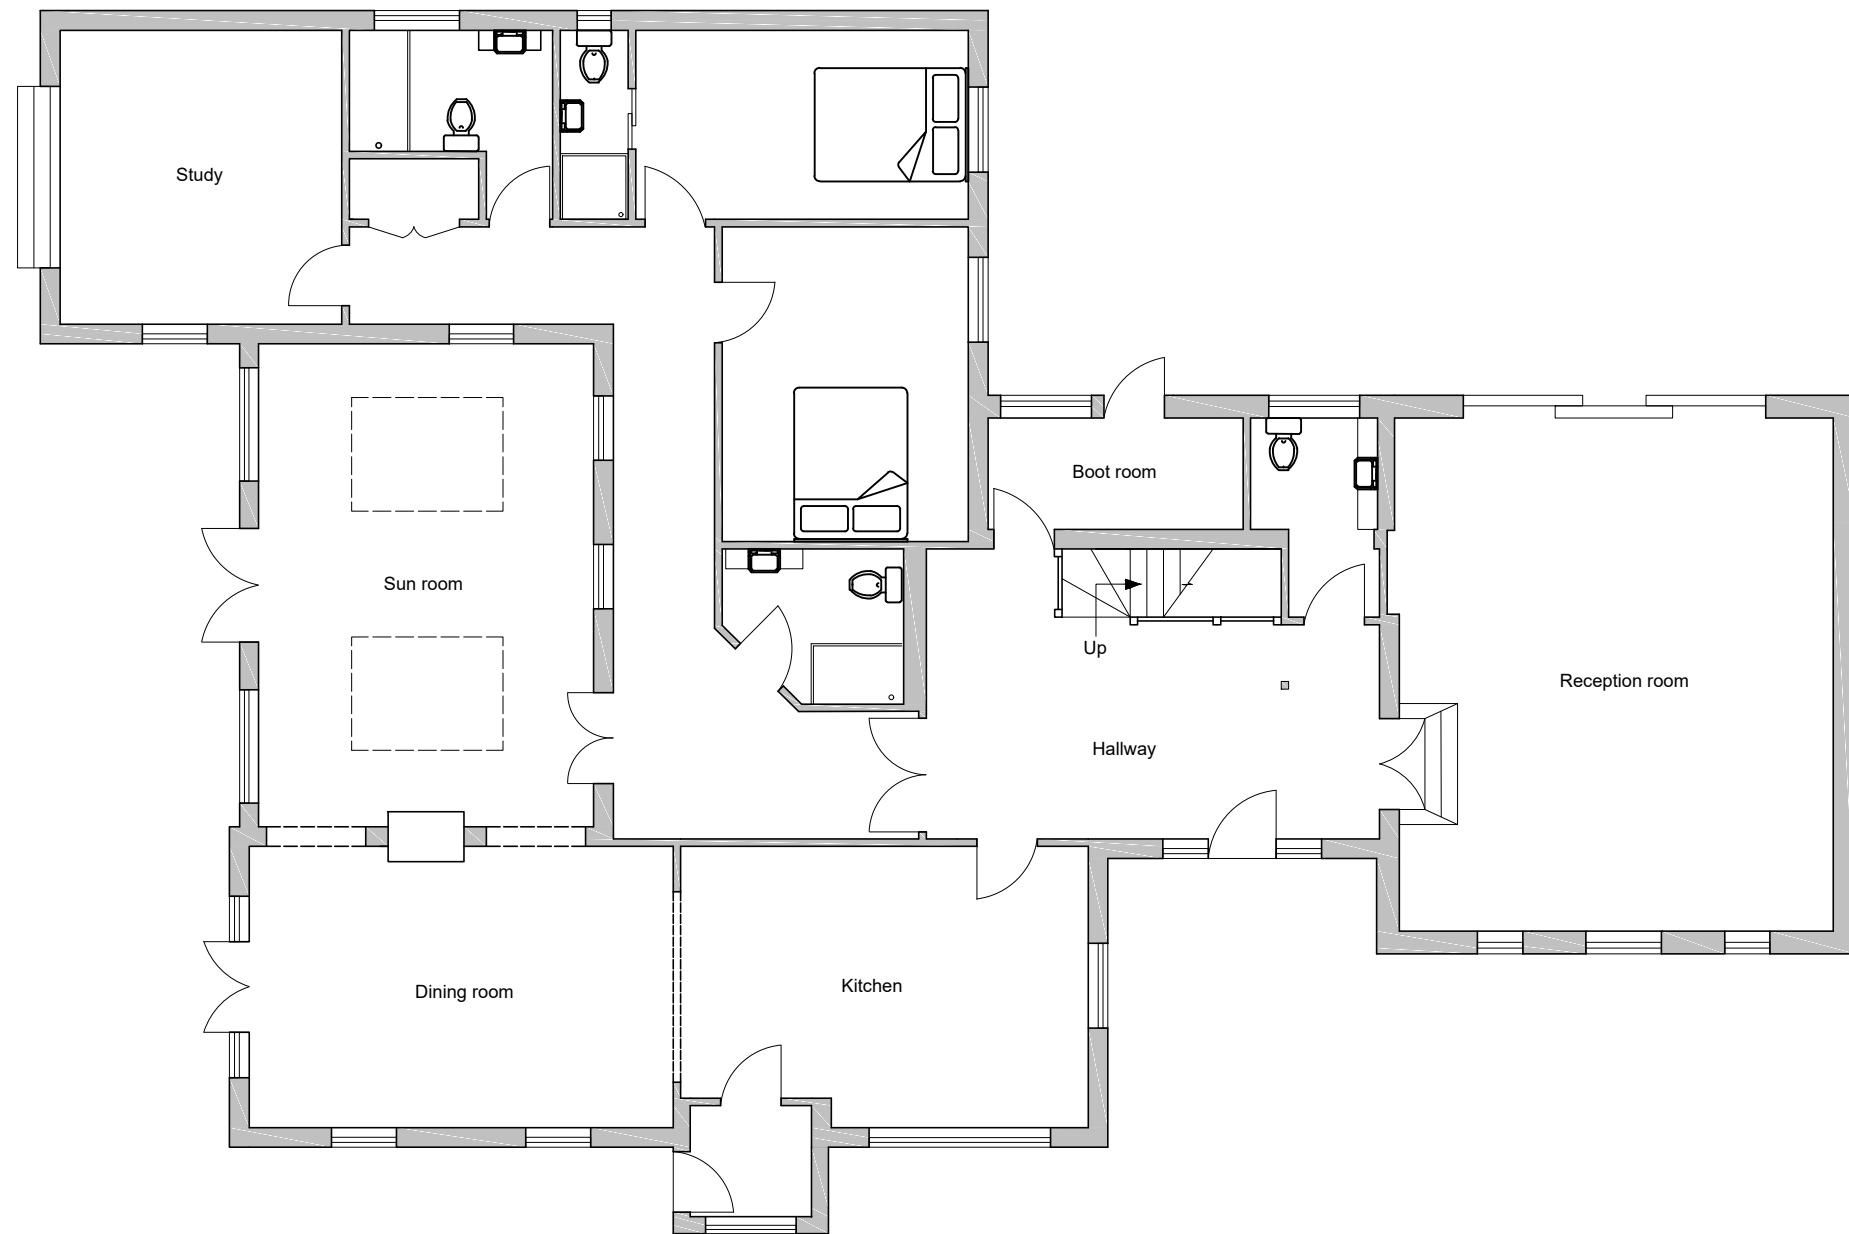 Study
Boot room
Sun room
Up
Reception room
Hallway
Dining room
Kitchen